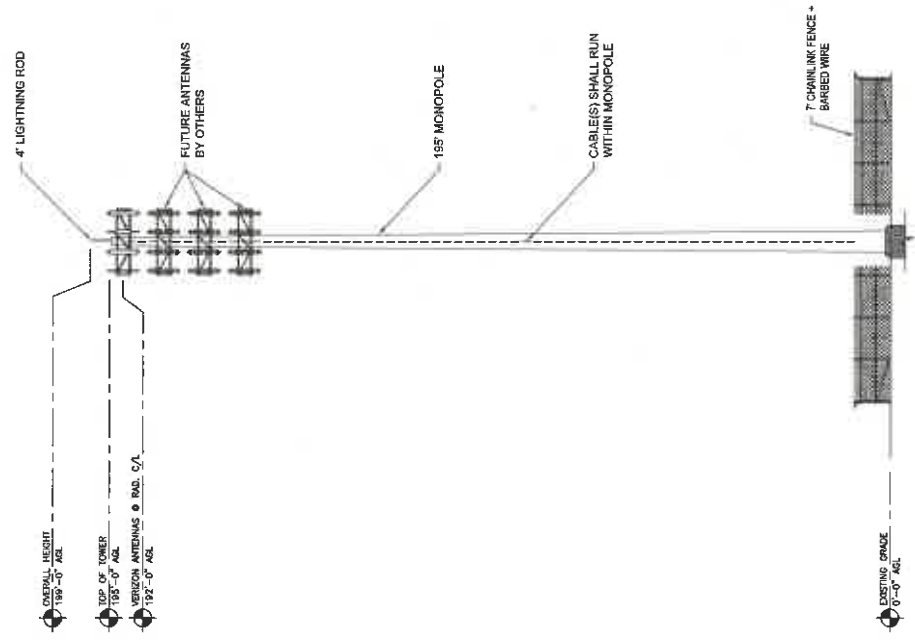 4' LIGHTNING ROD
FUTURE ANTENNAS
BY OTHERS
195' MONOPOLE
CABLE(S) SHALL RUN
WITHIN MONOPOLE
7' CHAINLINK FENCE +
BARBED WIRE
OVERALL HEIGHT
199'-0" AGL
TOP OF TOWER
195'-0" AGL
VERIZON ANTENNAS @ RAD. C/L
192'-0" AGL
EXISTING GRADE
0'-0" AGL